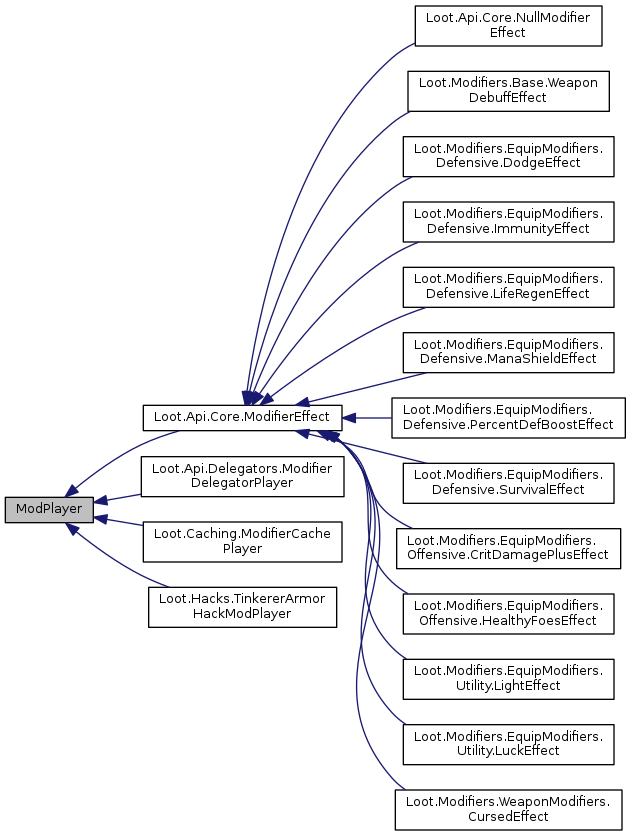 ModPlayer
Loot.Api.Core.ModifierEffect
Loot.Api.Delegators.Modifier
DelegatorPlayer
Loot.Caching.ModifierCache
Player
Loot.Hacks.TinkererArmor
HackModPlayer
Loot.Api.Core.NullModifier
Effect
Loot.Modifiers.Base.Weapon
DebuffEffect
Loot.Modifiers.EquipModifiers.
Defensive.DodgeEffect
Loot.Modifiers.EquipModifiers.
Defensive.ImmunityEffect
Loot.Modifiers.EquipModifiers.
Defensive.LifeRegenEffect
Loot.Modifiers.EquipModifiers.
Defensive.ManaShieldEffect
Loot.Modifiers.EquipModifiers.
Defensive.PercentDefBoostEffect
Loot.Modifiers.EquipModifiers.
Defensive.SurvivalEffect
Loot.Modifiers.EquipModifiers.
Offensive.CritDamagePlusEffect
Loot.Modifiers.EquipModifiers.
Offensive.HealthyFoesEffect
Loot.Modifiers.EquipModifiers.
Utility.LightEffect
Loot.Modifiers.EquipModifiers.
Utility.LuckEffect
Loot.Modifiers.WeaponModifiers.
CursedEffect